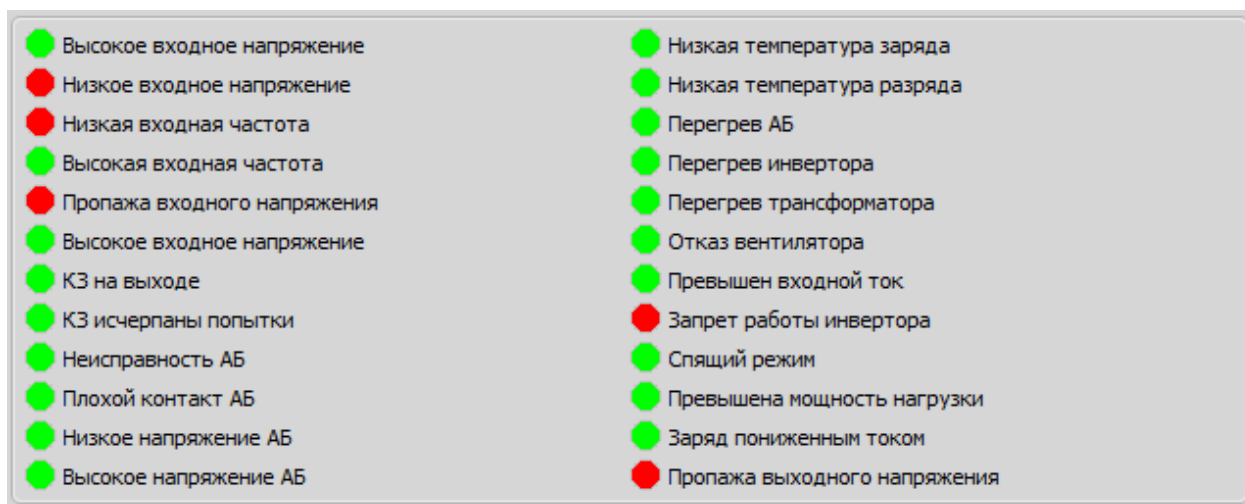 Высокое входное напряжение
Низкое входное напряжение
Низкая входная частота
Высокая входная частота
Пропажа входного напряжения
Высокое входное напряжение
КЗ на выходе
КЗ исчерпаны попытки
Неисправность АБ
Плохой контакт АБ
Низкое напряжение АБ
Высокое напряжение АБ
Низкая температура заряда
Низкая температура разряда
Перегрев АБ
Перегрев инвертора
Перегрев трансформатора
Отказ вентилятора
Превышен входной ток
Запрет работы инвертора
Спящий режим
Превышена мощность нагрузки
Заряд пониженным током
Пропажа выходного напряжения